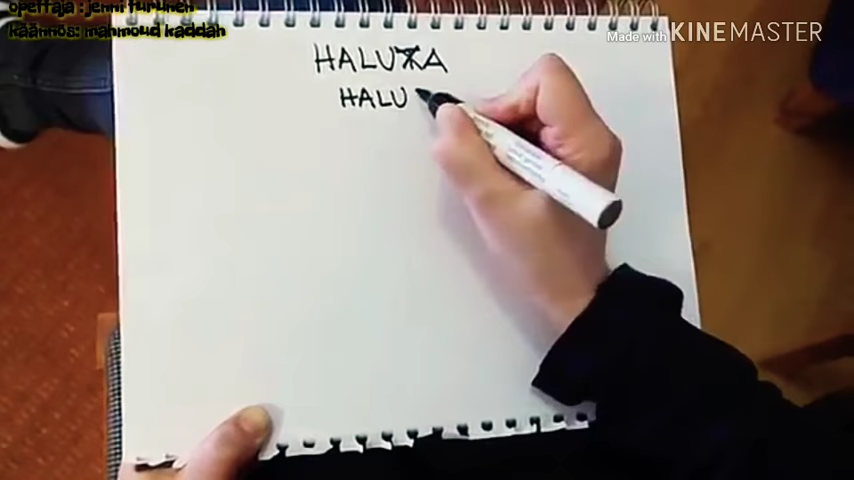 opettaja : jenni turunen
käännös: mahmoud kaddah
Made with KINEMASTER
HALUTA
HALU